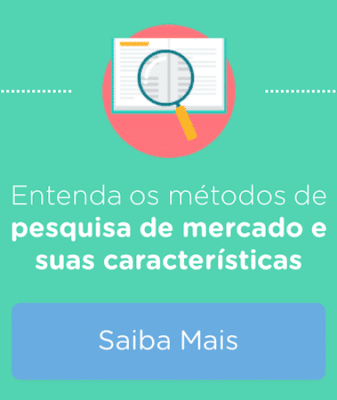 Entenda os métodos de
pesquisa de mercado e
suas características
Saiba Mais